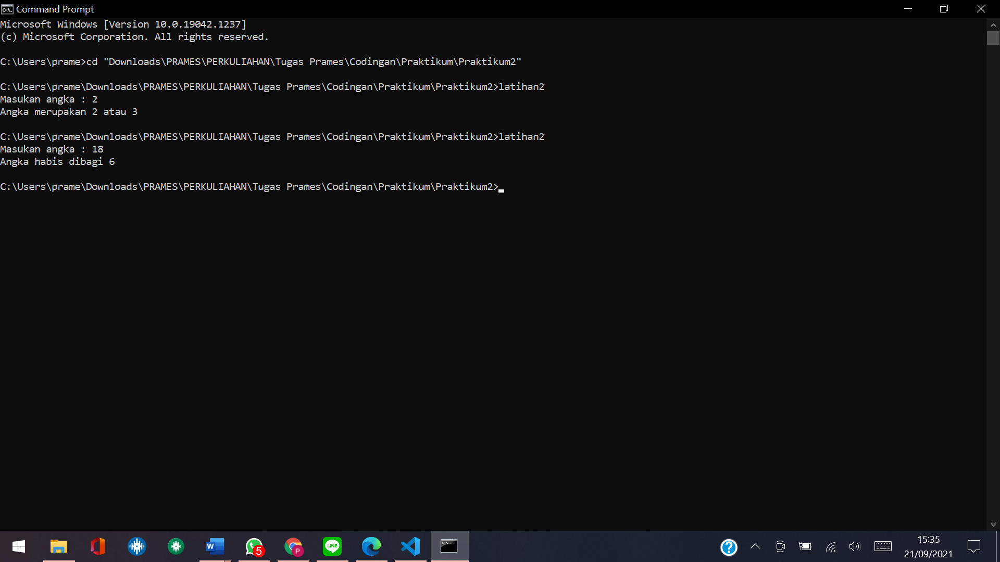 Command Prompt
Microsoft Windows [Version 10.0.19042.1237]
(c) Microsoft Corporation. All rights reserved.
C:\Users\prame>cd "Downloads\PRAMES\PERKULIAHAN\Tugas Prames\Codingan\Praktikum\Praktikum2"
C:\Users\prame\Downloads\PRAMES\PERKULIAHAN\Tugas Prames\Codingan\Praktikum\Praktikum2>latihan2
Masukan angka : 2
Angka merupakan 2 atau 3
C:\Users\prame\Downloads\PRAMES\PERKULIAHAN\Tugas Prames\Codingan\Praktikum\Praktikum2>latihan2
Masukan angka : 18
Angka habis dibagi 6
C:\Users\prame\Downloads\PRAMES\PERKULIAHAN\Tugas Prames\Codingan\Praktikum\Praktikum2>
W
5
P
LINE
C:\
?
15:35
21/09/2021